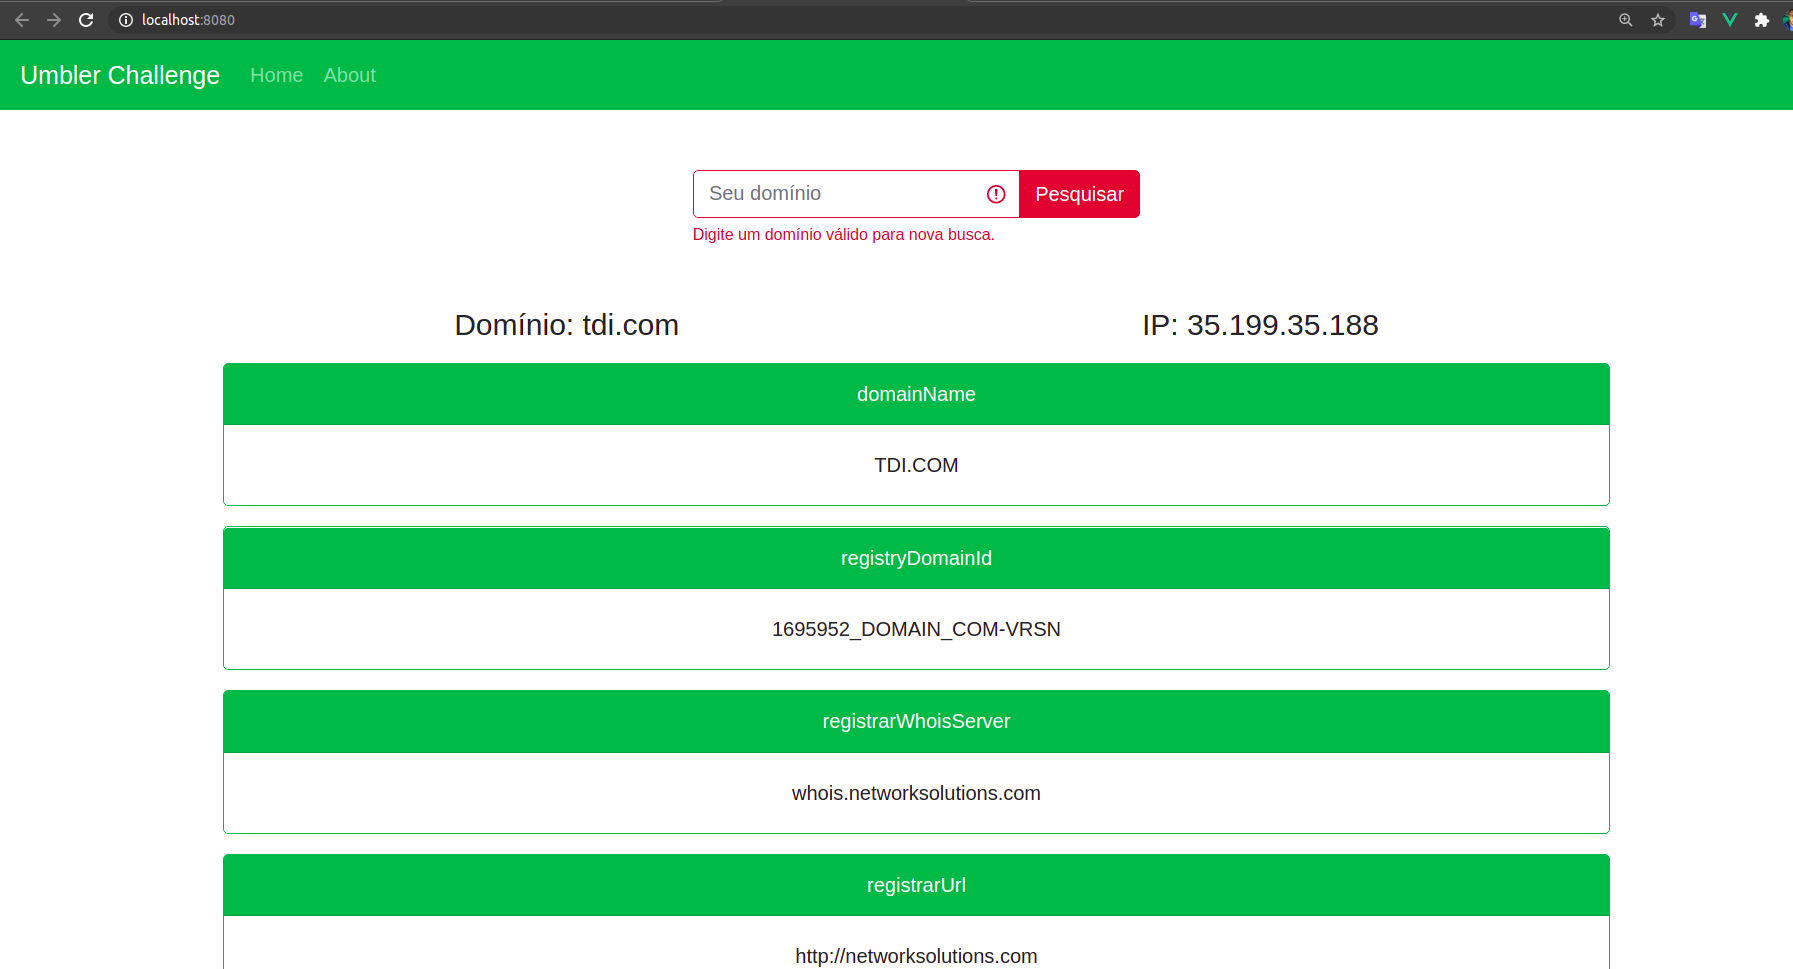 localhost:8080
Umbler Challenge Home About
Seu domínio Pesquisar
Digite um domínio válido para nova busca.
Domínio: tdi.com IP: 35.199.35.188
domainName
TDI.COM
registryDomainId
1695952_DOMAIN_COM-VRSN
registrarWhoisServer
whois.networksolutions.com
registrarUrl
http://networksolutions.com